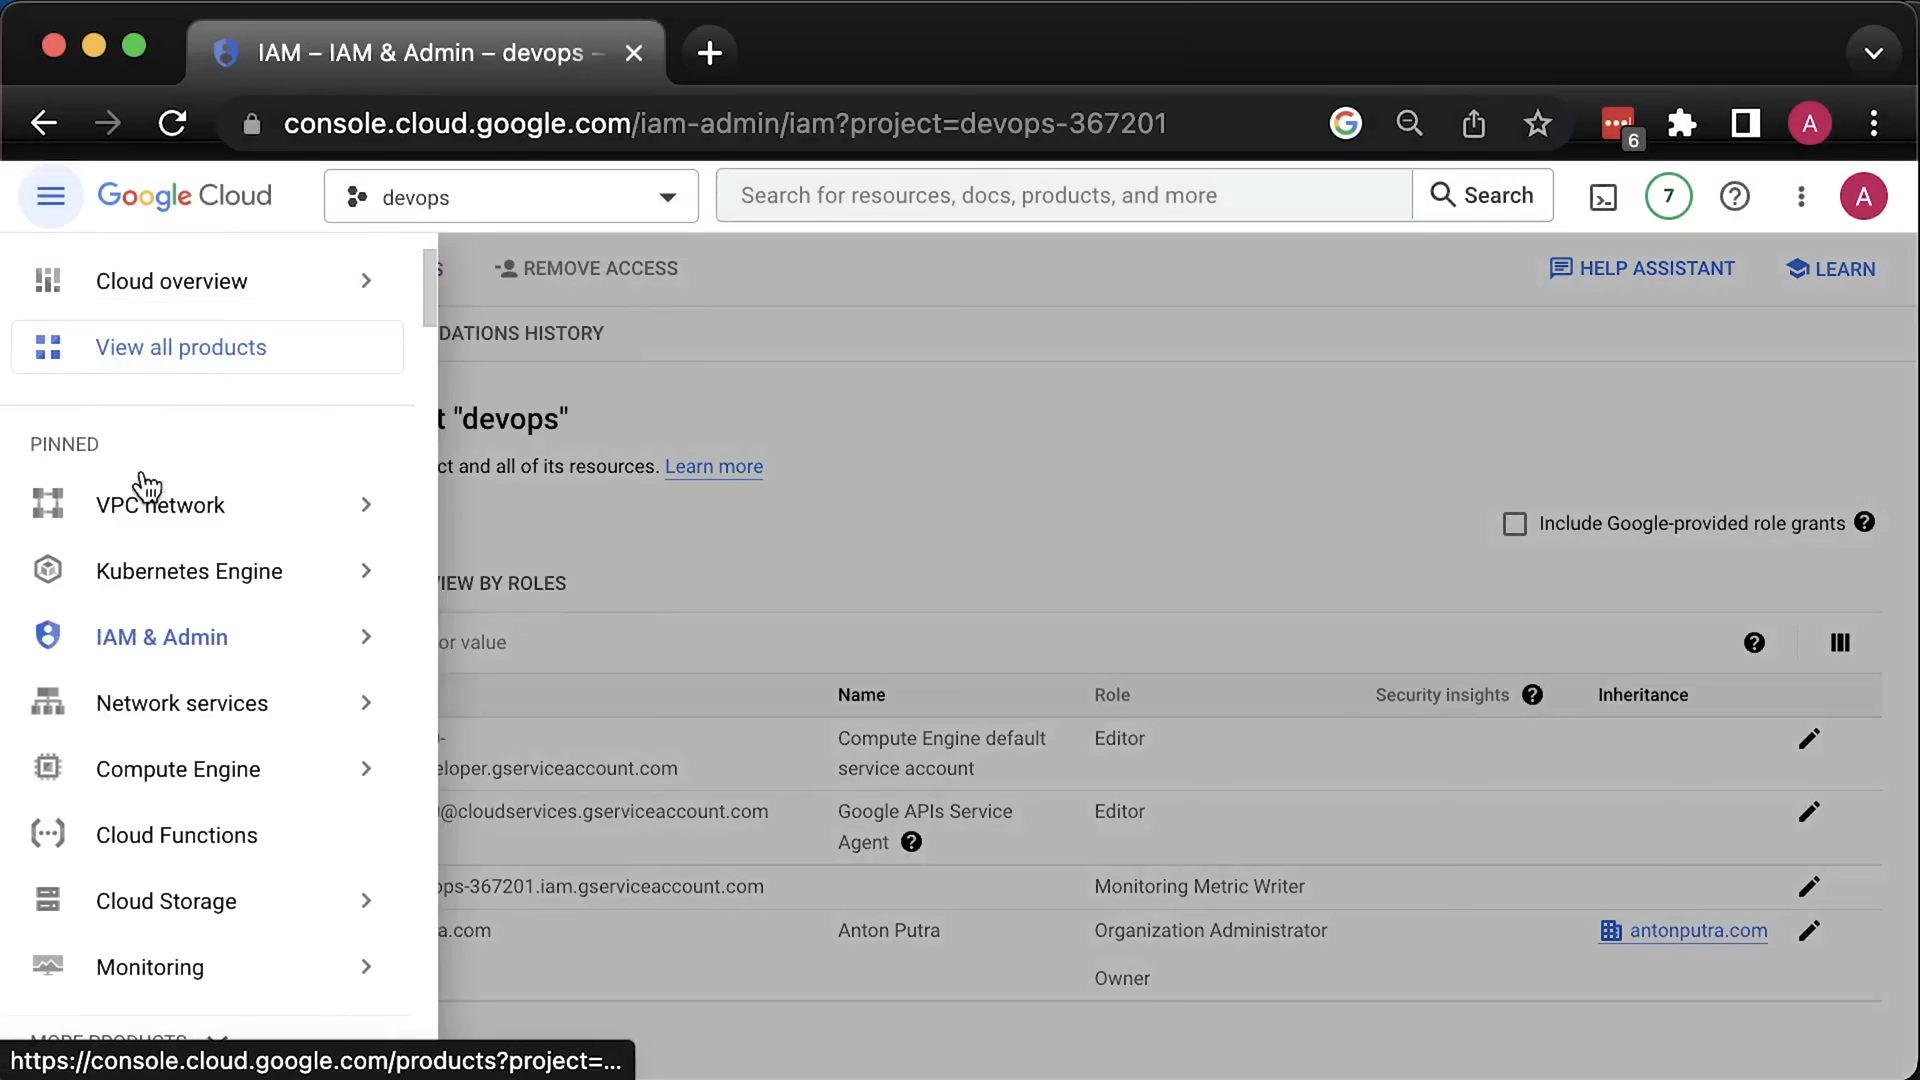 IAM – IAM & Admin – devops –
console.cloud.google.com/iam-admin/iam?project=devops-367201
6
A
Google Cloud
devops
Search for resources, docs, products, and more
Search
7
A
Cloud overview
View all products
PINNED
VPC network
Kubernetes Engine
IAM & Admin
Network services
Compute Engine
Cloud Functions
Cloud Storage
Monitoring
MORE PRODUCTS
https://console.cloud.google.com/products?project=...
S
REMOVE ACCESS
HELP ASSISTANT
LEARN
DATIONS HISTORY
t "devops"
ct and all of its resources. Learn more
Include Google-provided role grants
IEW BY ROLES
or value
Name
Role
Security insights
Inheritance
eloper.gserviceaccount.com
Compute Engine default
service account
Editor
@cloudservices.gserviceaccount.com
Google APIs Service
Agent
Editor
ops-367201.iam.gserviceaccount.com
Monitoring Metric Writer
a.com
Anton Putra
Organization Administrator
antonputra.com
Owner